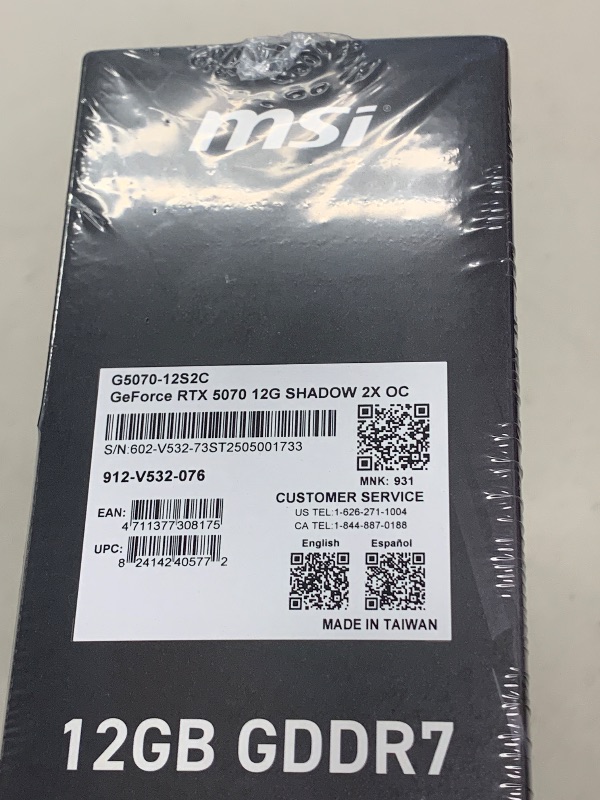 msi
G5070-12S2C
GeForce RTX 5070 12G SHADOW 2X OC
S/N:602-V532-73ST2505001733
912-V532-076
MNK: 931
CUSTOMER SERVICE
US TEL:1-626-271-1004
CA TEL:1-844-887-0188
EAN:
4 711377 308175
UPC:
8 24142 40577 2
English Español
MADE IN TAIWAN
12GB GDDR7